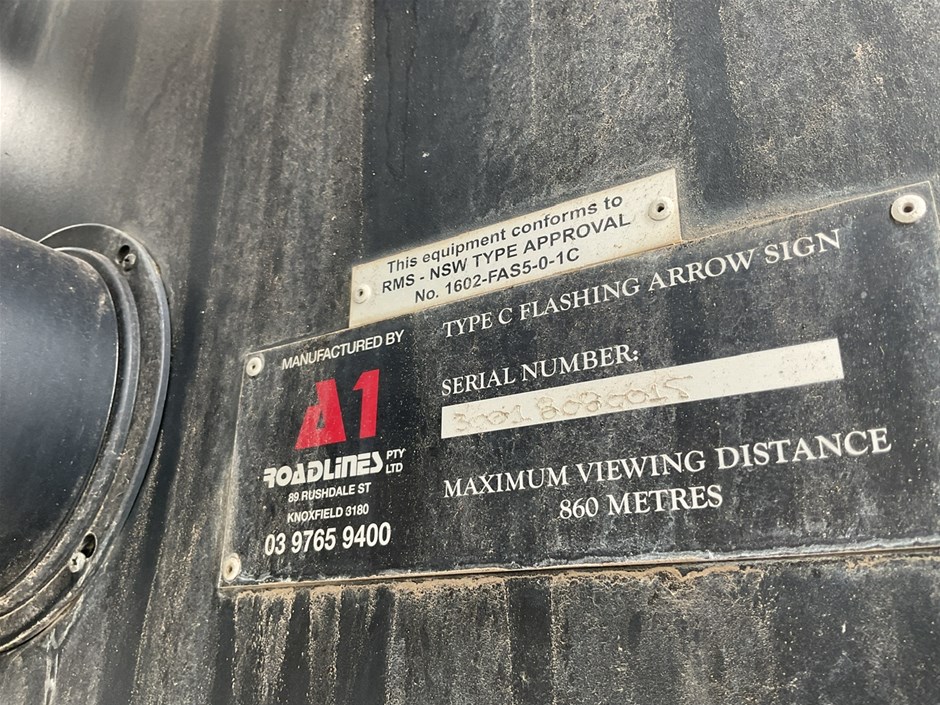 This equipment conforms to
RMS - NSW TYPE APPROVAL
No. 1602-FAS5-0-1C
MANUFACTURED BY
A1
ROADLINES PTY LTD
89 RUSHDALE ST
KNOXFIELD 3180
03 9765 9400
TYPE C FLASHING ARROW SIGN
SERIAL NUMBER:
MAXIMUM VIEWING DISTANCE
860 METRES